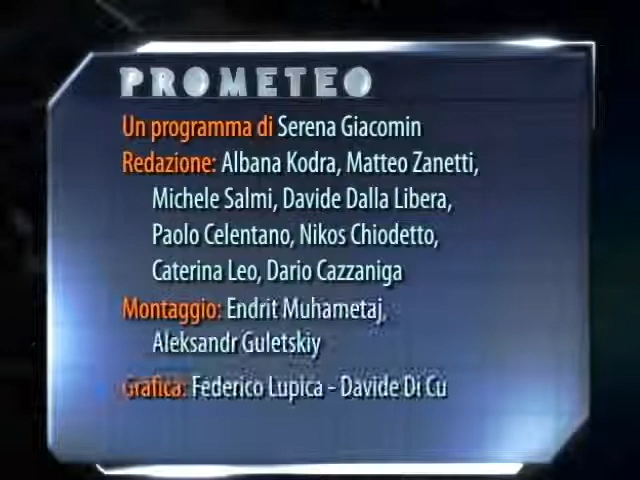 PROMETEO
Un programma di Serena Giacomin
Redazione: Albana Kodra, Matteo Zanetti,
Michele Salmi, Davide Dalla Libera,
Paolo Celentano, Nikos Chiodetto,
Caterina Leo, Dario Cazzaniga
Montaggio: Endrit Muhametaj,
Aleksandr Guletskiy
Grafica: Federico Lupica - Davide Di Cu